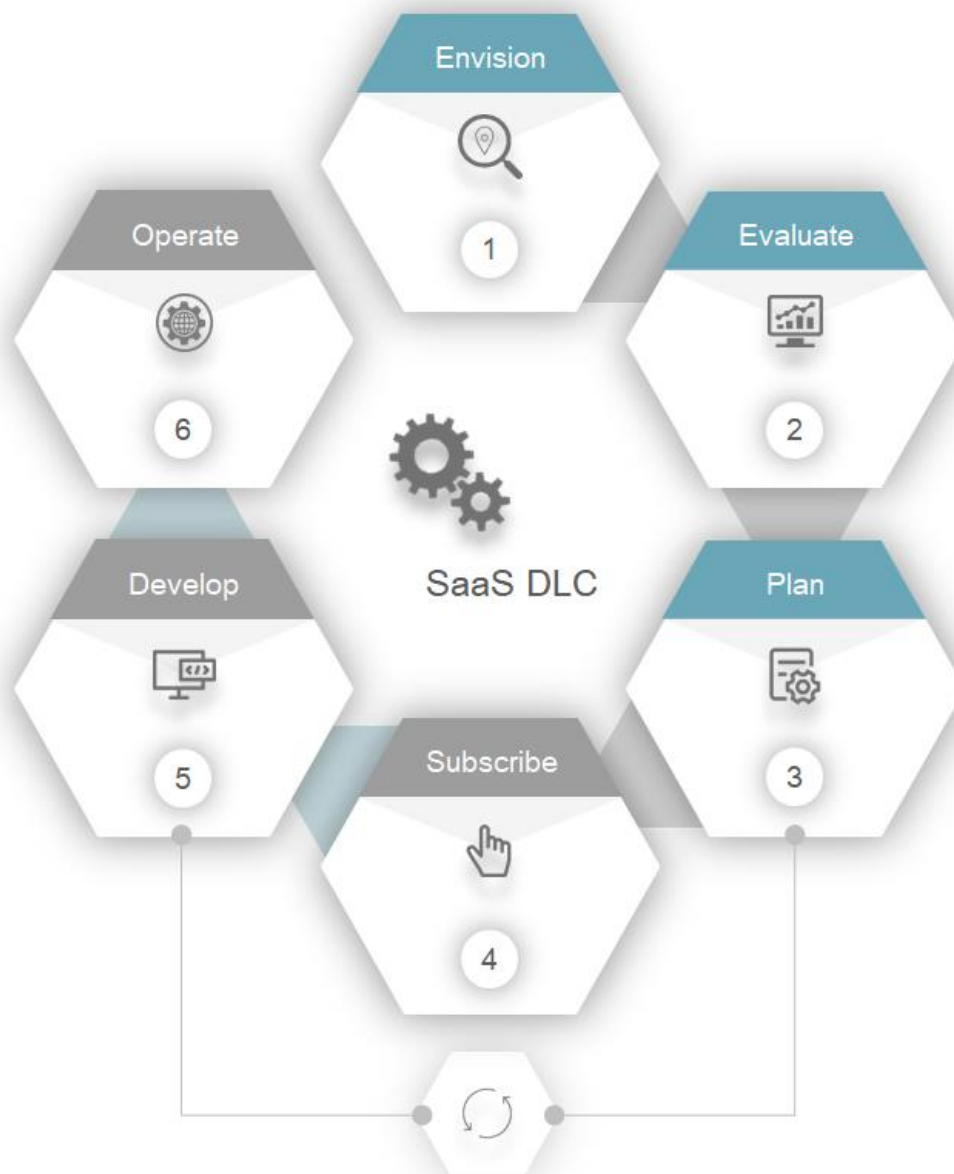 Envision
1
Operate
6
Evaluate
2
SaaS DLC
Develop
</>
5
Plan
3
Subscribe
4